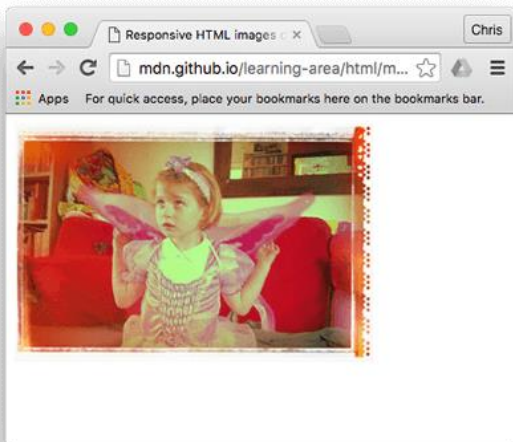 Responsive HTML images
Chris
mdn.github.io/learning-area/html/m...
Apps For quick access, place your bookmarks here on the bookmarks bar.